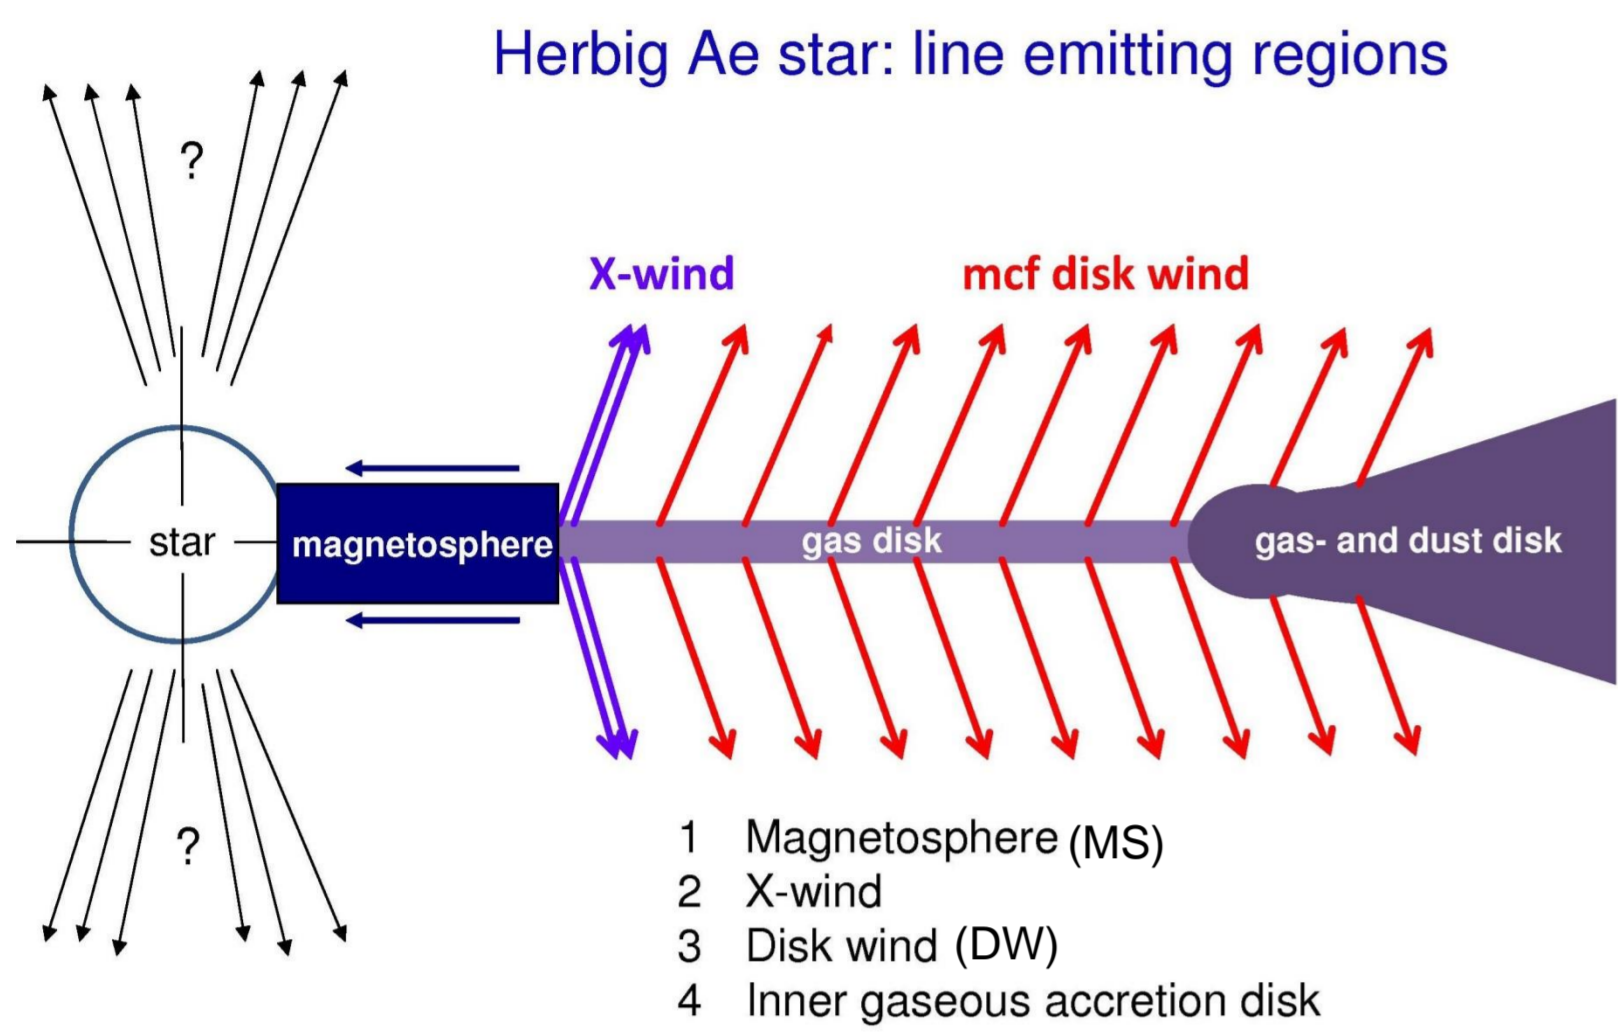 Herbig Ae star: line emitting regions
?
X-wind
mcf disk wind
star
magnetosphere
gas disk
gas- and dust disk
?
1 Magnetosphere (MS)
2 X-wind
3 Disk wind (DW)
4 Inner gaseous accretion disk